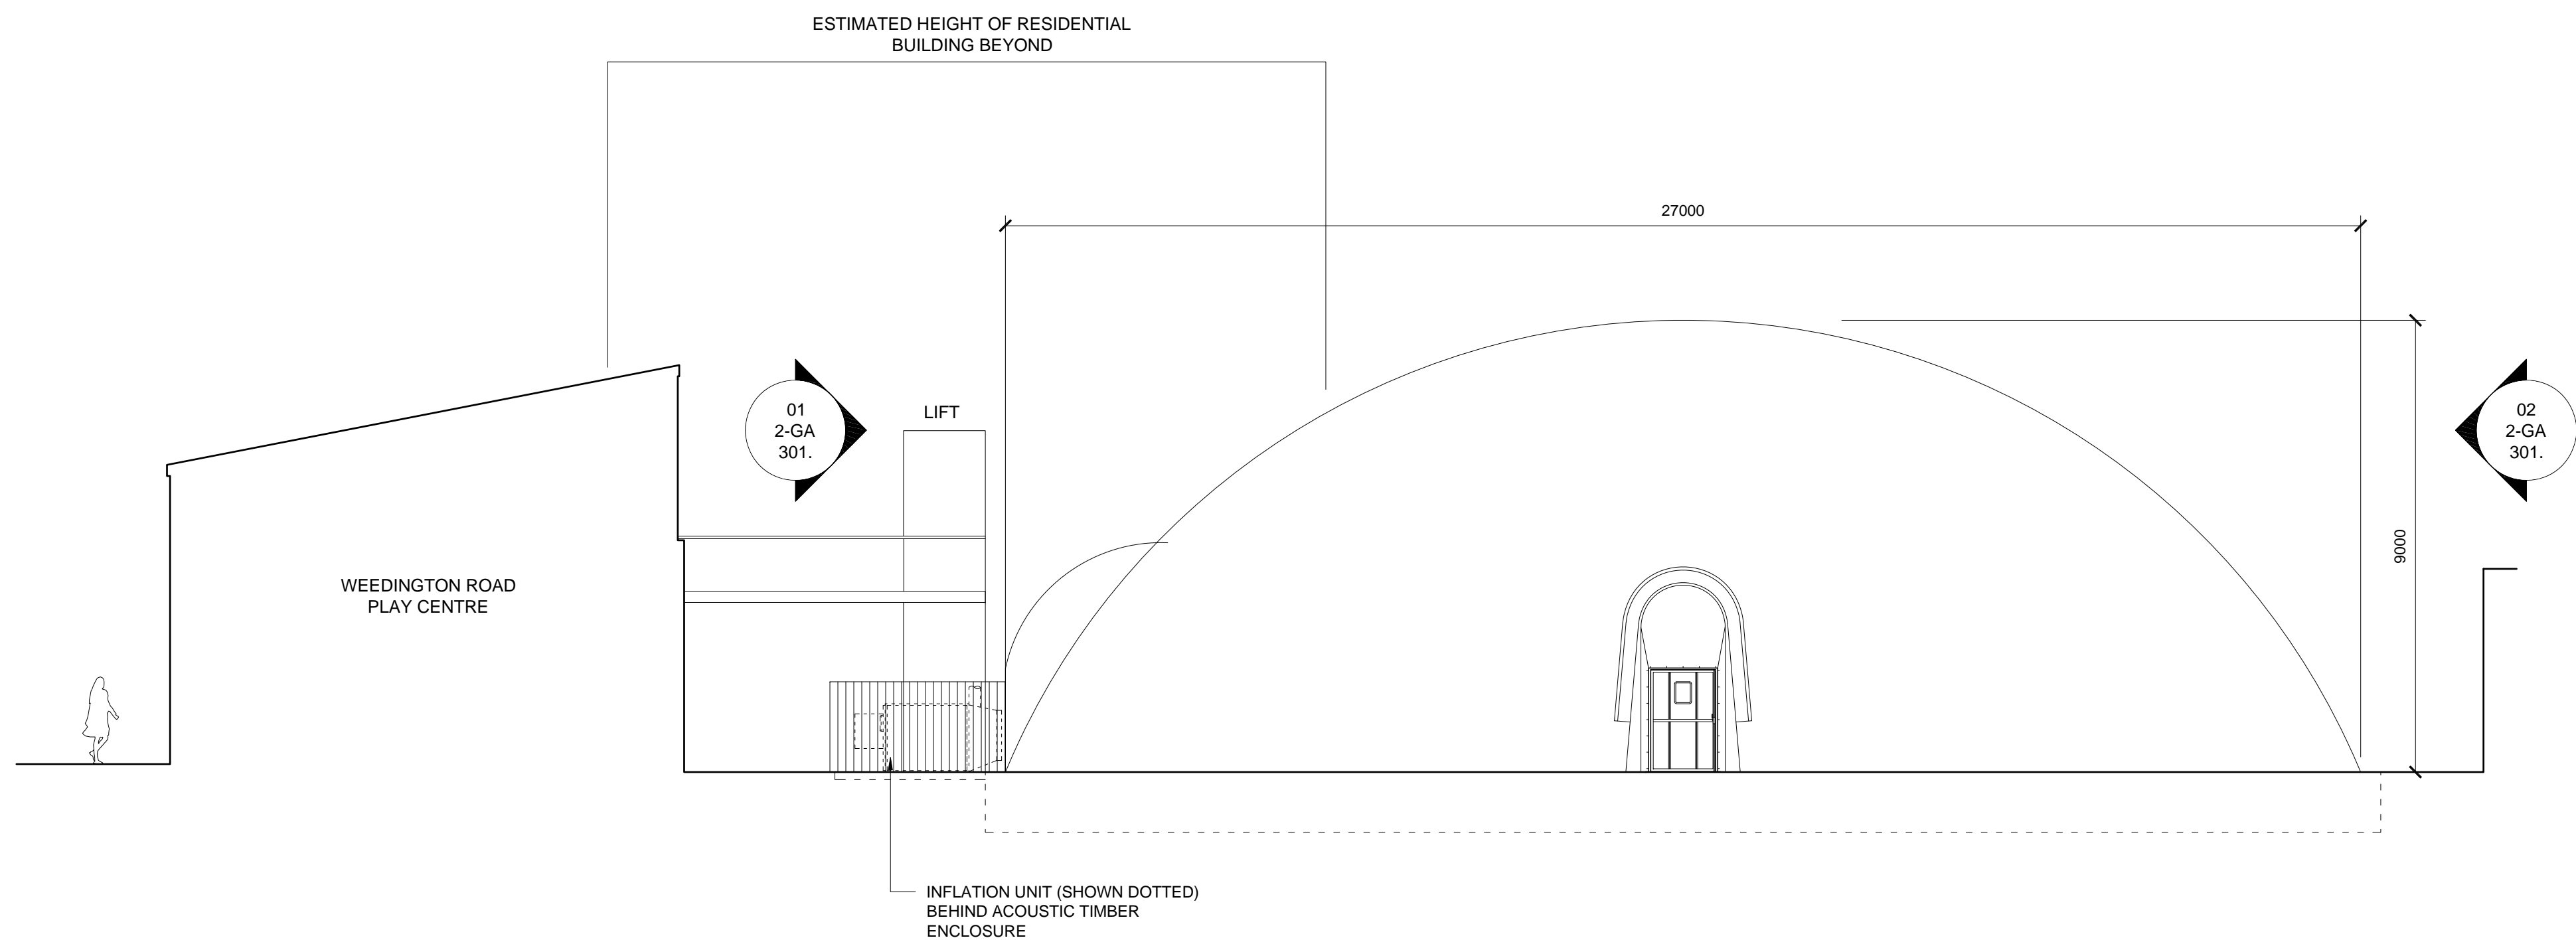 ESTIMATED HEIGHT OF RESIDENTIAL
BUILDING BEYOND
27000
01
2-GA
301.
LIFT
02
2-GA
301.
9000
WEEDINGTON ROAD
PLAY CENTRE
INFLATION UNIT (SHOWN DOTTED)
BEHIND ACOUSTIC TIMBER
ENCLOSURE